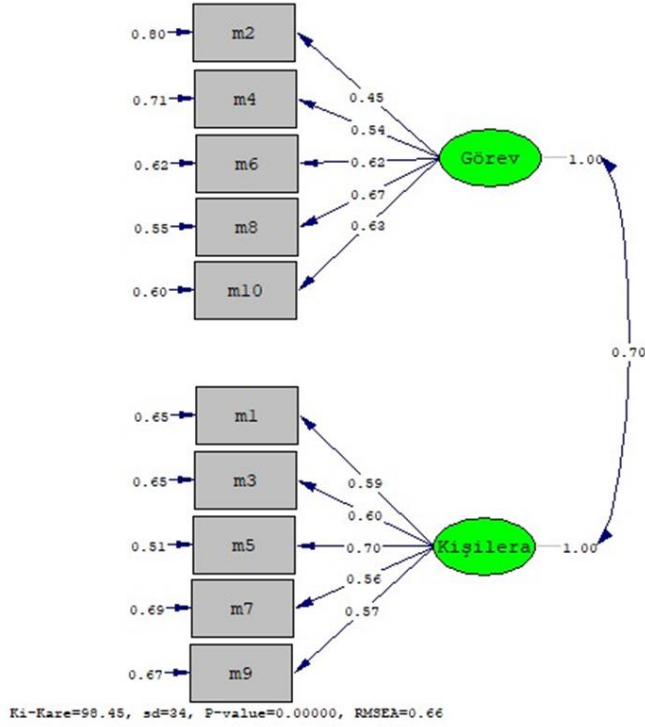 0.80 m2
0.45
0.71 m4
0.54
0.62 m6 0.62 Görev 1.00
0.67
0.55 m8
0.63
0.60 m10
0.70
0.65 m1
0.59
0.65 m3
0.60
0.51 m5 0.70 Kişilera 1.00
0.56
0.69 m7
0.57
0.67 m9
Ki-Kare=98.45, sd=34, P-value=0.00000, RMSEA=0.66